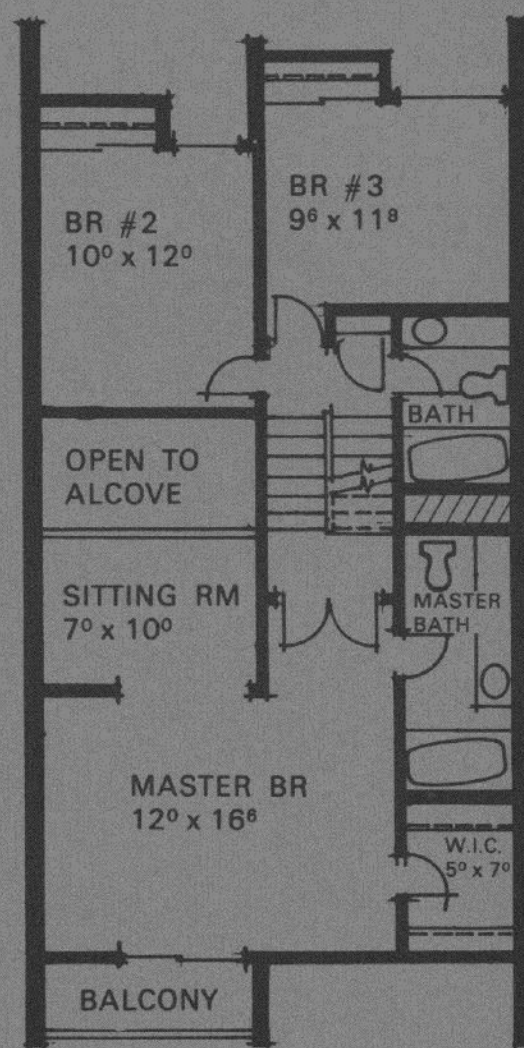 BR #3
9⁶ x 11⁸
BR #2
10⁰ x 12⁰
BATH
OPEN TO
ALCOVE
SITTING RM
7⁰ x 10⁰
MASTER
BATH
MASTER BR
12⁰ x 16⁶
W.I.C.
5⁰ x 7⁰
BALCONY